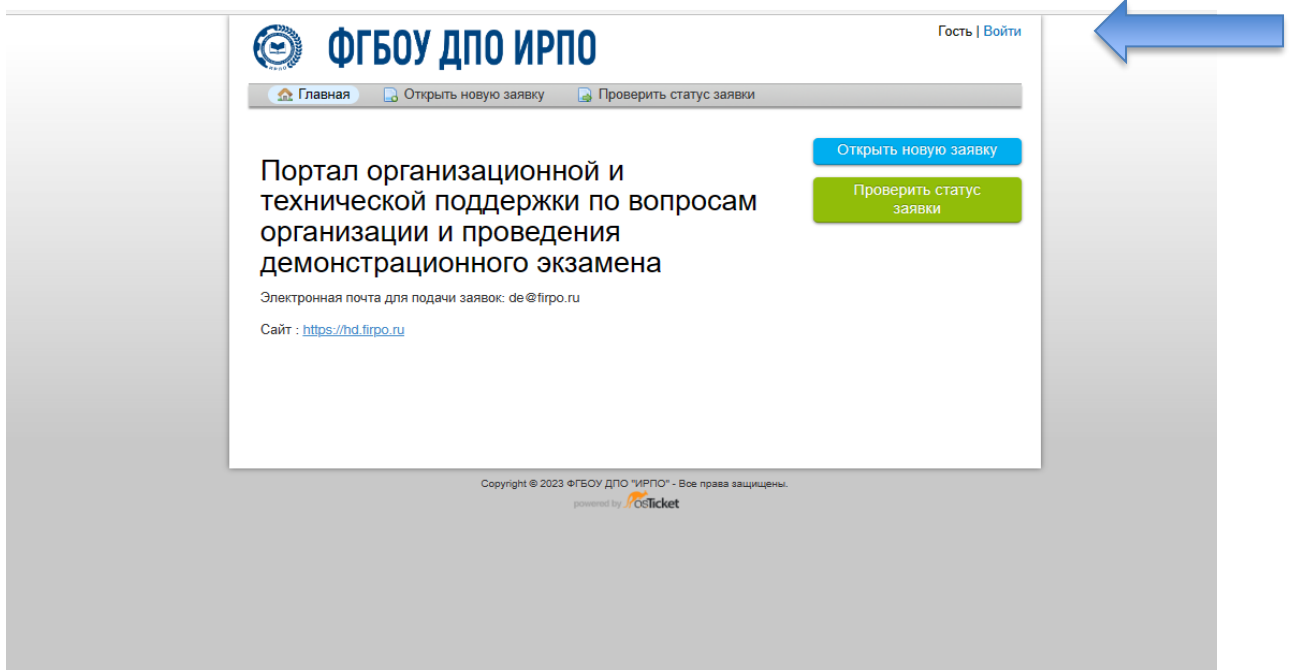 ФГБОУ ДПО ИРПО
Гость | Войти
Главная
Открыть новую заявку
Проверить статус заявки
Портал организационной и
технической поддержки по вопросам
организации и проведения
демонстрационного экзамена
Электронная почта для подачи заявок: de@firpo.ru
Сайт : https://hd.firpo.ru
Открыть новую заявку
Проверить статус
заявки
Copyright © 2023 ФГБОУ ДПО "ИРПО" - Все права защищены.
powered by osTicket